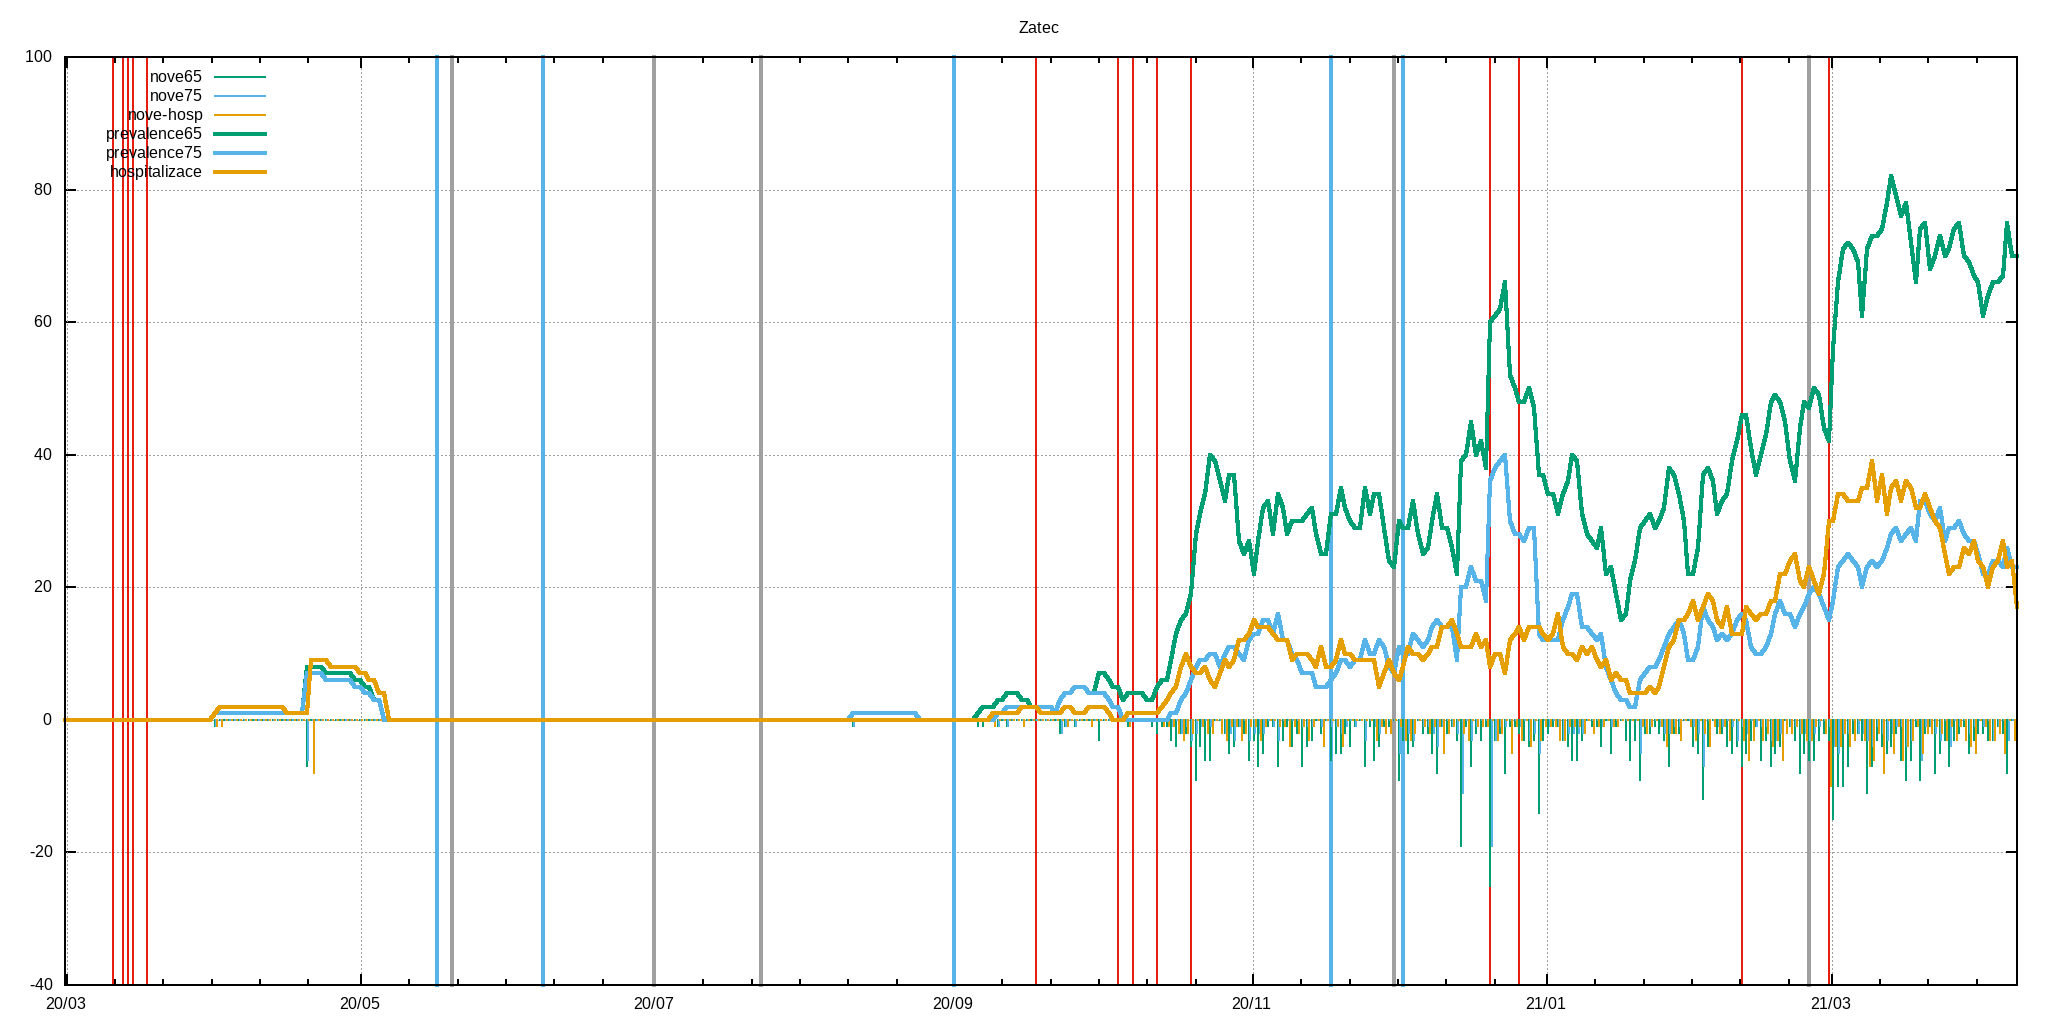 Zatec
100
nove65
nove75
nove-hosp
prevalence65
prevalence75
hospitalizace
80
60
40
20
0
-20
-40
20/03 20/05 20/07 20/09 20/11 21/01 21/03